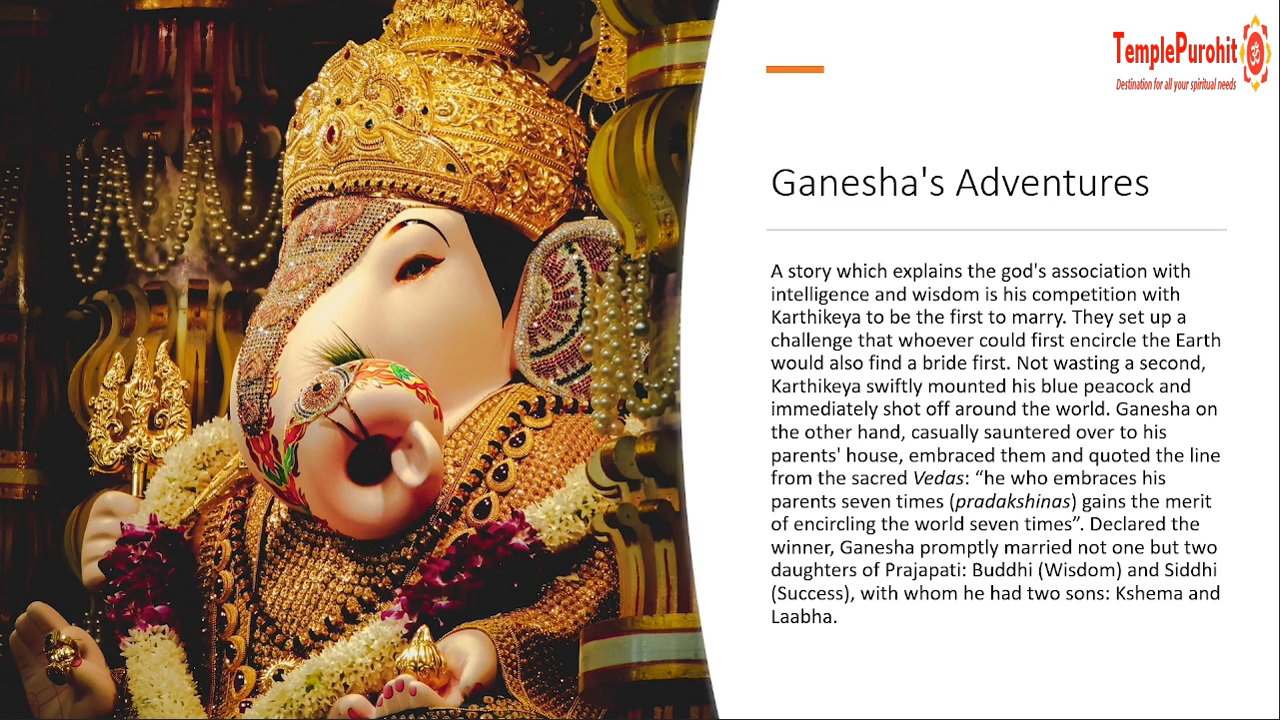 TemplePurohit
Destination for all your spiritual needs
Ganesha's Adventures
A story which explains the god's association with
intelligence and wisdom is his competition with
Karthikeya to be the first to marry. They set up a
challenge that whoever could first encircle the Earth
would also find a bride first. Not wasting a second,
Karthikeya swiftly mounted his blue peacock and
immediately shot off around the world. Ganesha on
the other hand, casually sauntered over to his
parents' house, embraced them and quoted the line
from the sacred Vedas: “he who embraces his
parents seven times (pradakshinas) gains the merit
of encircling the world seven times”. Declared the
winner, Ganesha promptly married not one but two
daughters of Prajapati: Buddhi (Wisdom) and Siddhi
(Success), with whom he had two sons: Kshema and
Laabha.